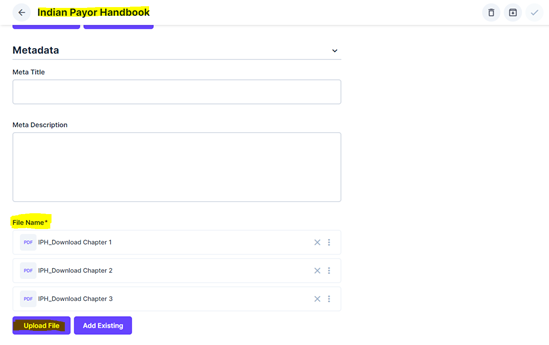 Indian Payor Handbook
Metadata
Meta Title
Meta Description
File Name*
PDF IPH_Download Chapter 1
PDF IPH_Download Chapter 2
PDF IPH_Download Chapter 3
Upload File Add Existing